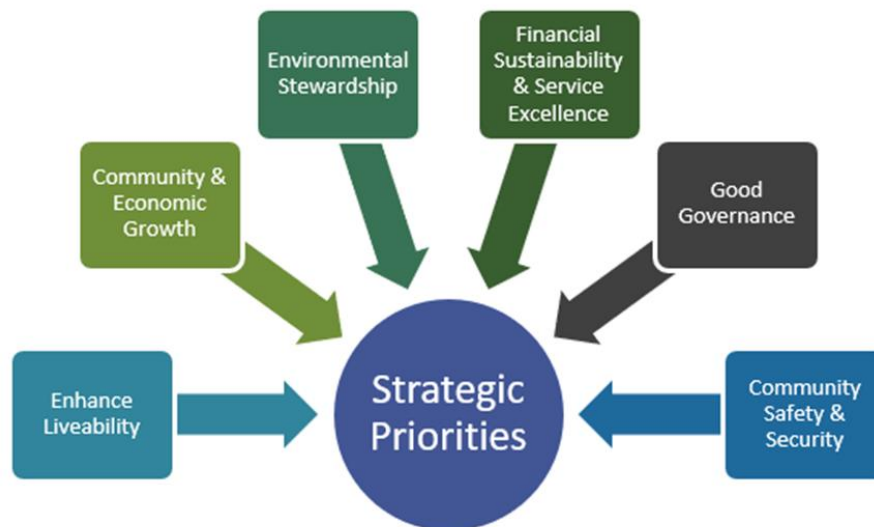 Financial
Sustainability
& Service
Excellence
Environmental
Stewardship
Community &
Economic
Growth
Good
Governance
Enhance
Liveability
Strategic
Priorities
Community
Safety &
Security